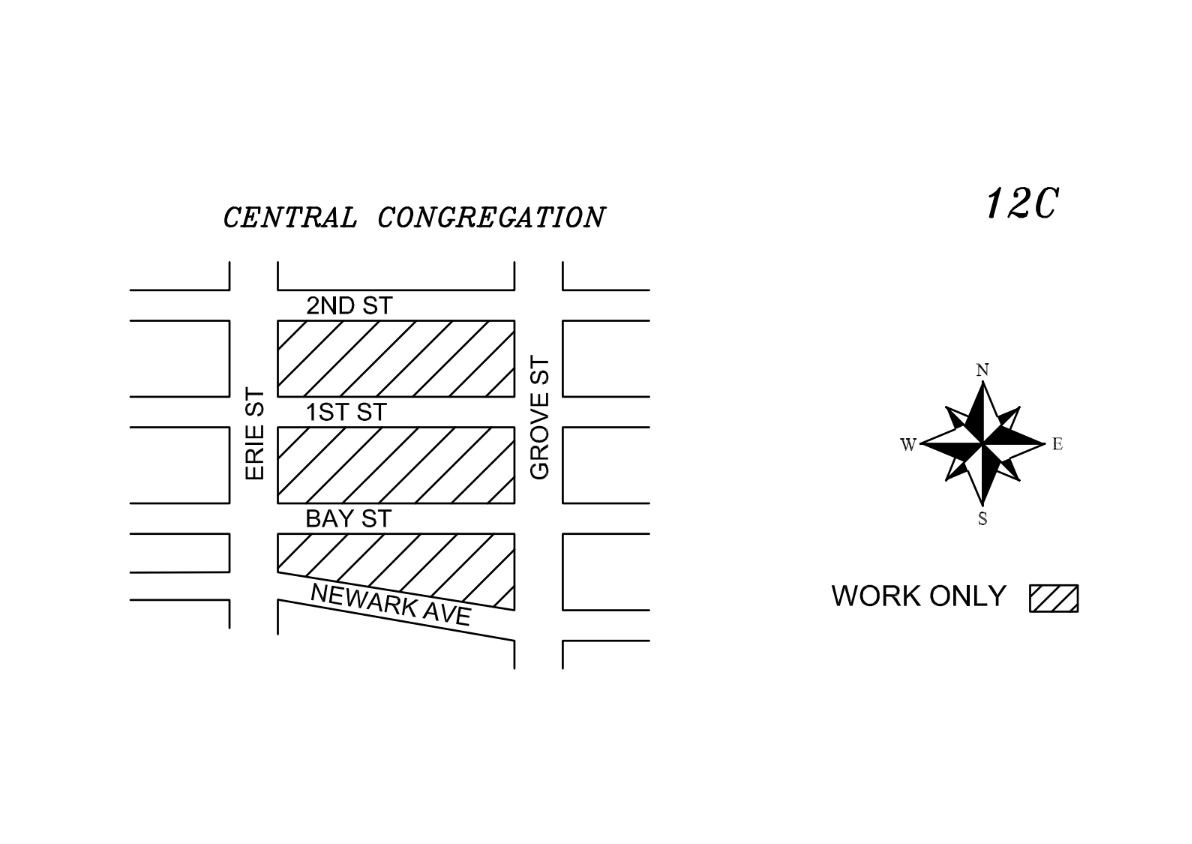 12C
CENTRAL CONGREGATION
2ND ST
ERIE ST
1ST ST
GROVE ST
BAY ST
NEWARK AVE
N
W
E
S
WORK ONLY